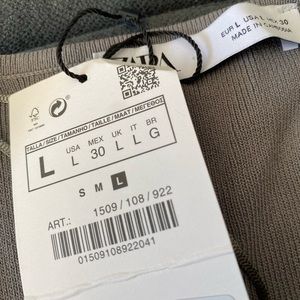 ZARA
EUR L USA L MEX 30
MADE IN CAMBODIA
TALLA / SIZE / TAMANHO / TAILLE / MAAT / ΜΕΓΕΘΟΣ
L
USA MEX UK IT BR
L 30 L L G
S M L
ART.: 1509 / 108 / 922
01509108922041